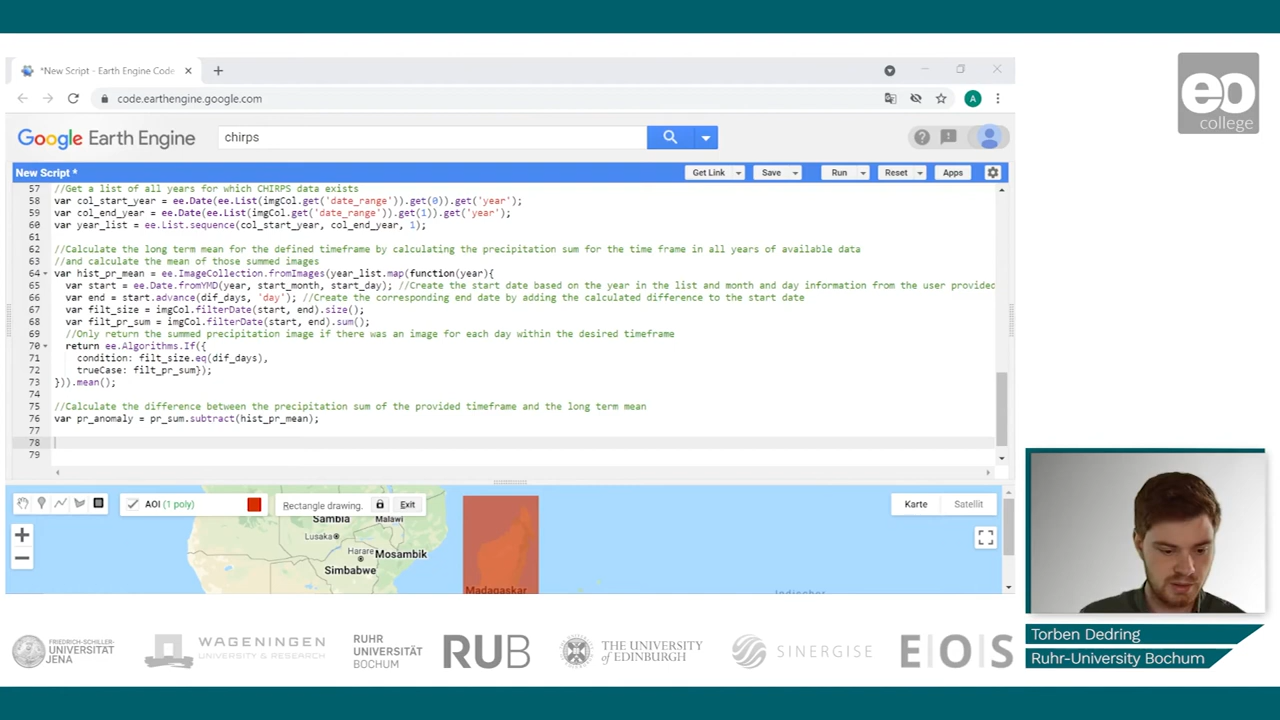 eo
college
*New Script - Earth Engine Code
code.earthengine.google.com
A
Google Earth Engine
chirps
New Script *
Get Link
Save
Run
Reset
Apps
57 //Get a list of all years for which CHIRPS data exists
58 var col_start_year = ee.Date(ee.List(imgCol.get('date_range')).get(0)).get('year');
59 var col_end_year = ee.Date(ee.List(imgCol.get('date_range')).get(1)).get('year');
60 var year_list = ee.List.sequence(col_start_year, col_end_year, 1);
61
62 //Calculate the long term mean for the defined timeframe by calculating the precipitation sum for the time frame in all years of available data
63 //and calculate the mean of those summed images
64 var hist_pr_mean = ee.ImageCollection.fromImages(year_list.map(function(year){
65 var start = ee.Date.fromYMD(year, start_month, start_day); //Create the start date based on the year in the list and month and day information from the user provided
66 var end = start.advance(dif_days, 'day'); //Create the corresponding end date by adding the calculated difference to the start date
67 var filt_size = imgCol.filterDate(start, end).size();
68 var filt_pr_sum = imgCol.filterDate(start, end).sum();
69 //Only return the summed precipitation image if there was an image for each day within the desired timeframe
70 return ee.Algorithms.If({
71 condition: filt_size.eq(dif_days),
72 trueCase: filt_pr_sum});
73 })).mean();
74
75 //Calculate the difference between the precipitation sum of the provided timeframe and the long term mean
76 var pr_anomaly = pr_sum.subtract(hist_pr_mean);
77
78
79
AOI (1 poly)
Rectangle drawing.
Exit
Karte
Satellit
Sambia
Malawi
Lusaka
Harare
Mosambik
Simbabwe
Madagaskar
Indischer
Torben Dedring
Ruhr-University Bochum
FRIEDRICH-SCHILLER-
UNIVERSITÄT
JENA
WAGENINGEN
UNIVERSITY & RESEARCH
RUHR
UNIVERSITÄT
BOCHUM
RUB
THE UNIVERSITY
of EDINBURGH
SINERGISE
E|O|S